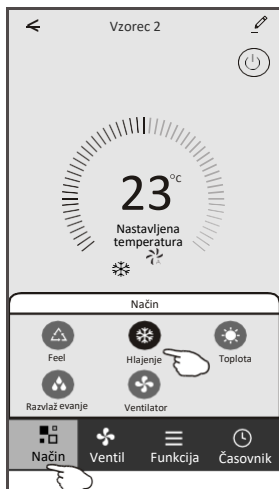 Vzorec 2
23°C
Nastavljena
temperatura
Način
Feel
Hlajenje
Toplota
Razvlaž evanje
Ventilator
Način
Ventil
Funkcija
Časovnik